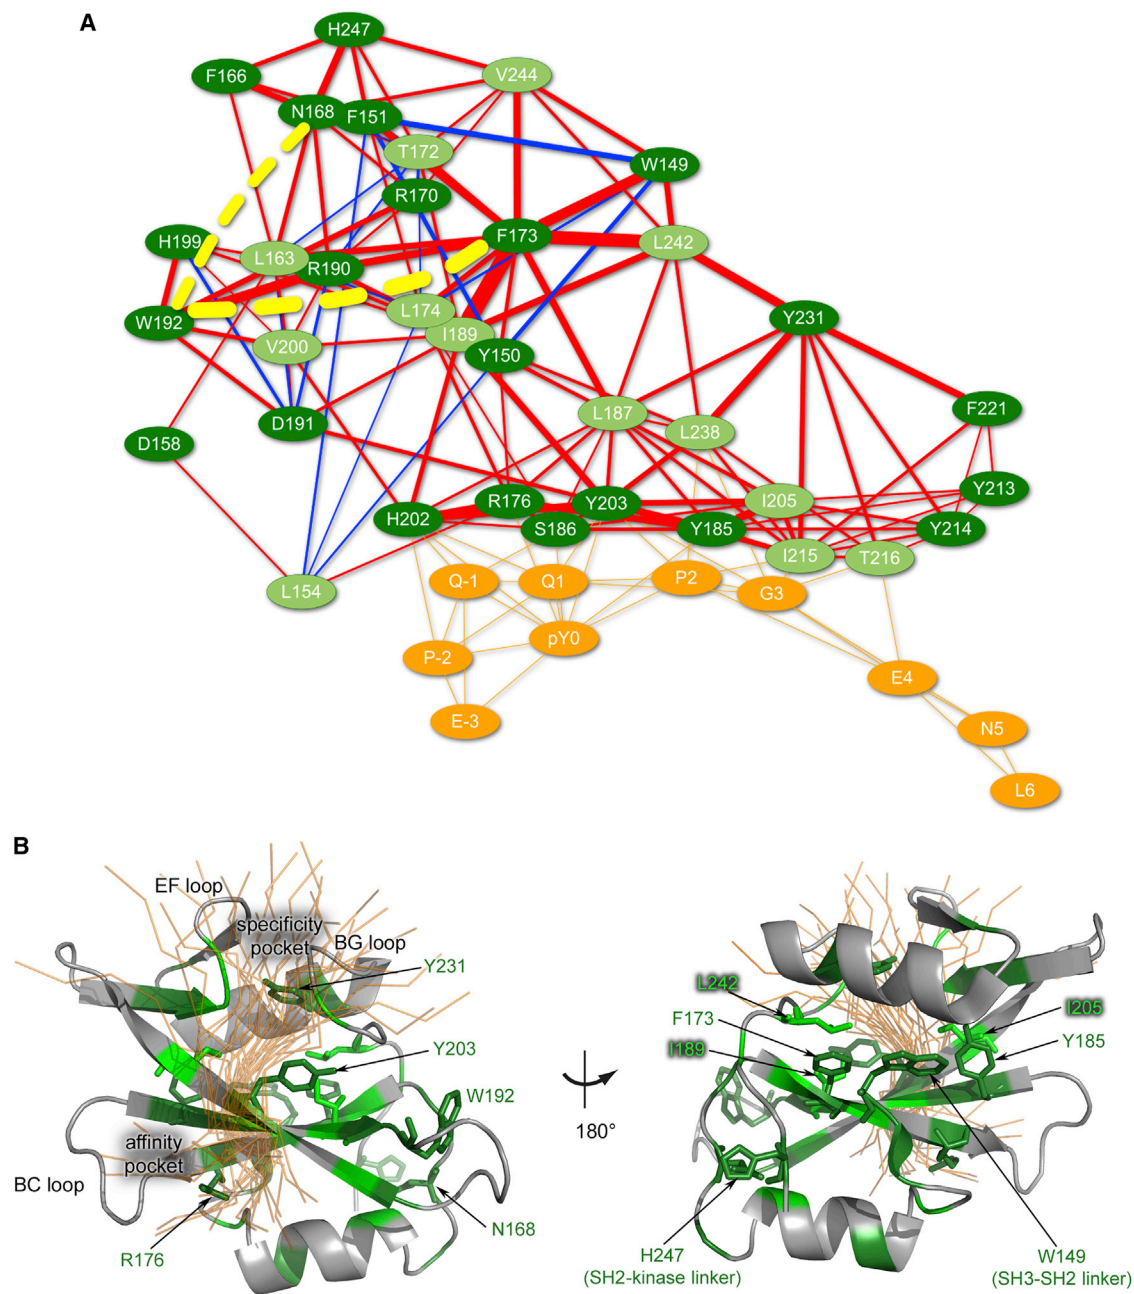 A
H247
F166
V244
N168
F151
T172
W149
R170
F173
H199
L242
L163
R190
L174
W192
Y231
I189
V200
Y150
F221
L187
D191
L238
D158
Y213
R176
Y203
I205
H202
S186
Y185
Y214
I215
T216
Q-1
Q1
P2
L154
G3
pY0
P-2
E4
E-3
N5
L6
B
EF loop
specificity
pocket
BG loop
Y231
Y203
W192
affinity
pocket
BC loop
N168
R176
180°
L242
F173
I189
I205
Y185
H247
(SH2-kinase linker)
W149
(SH3-SH2 linker)